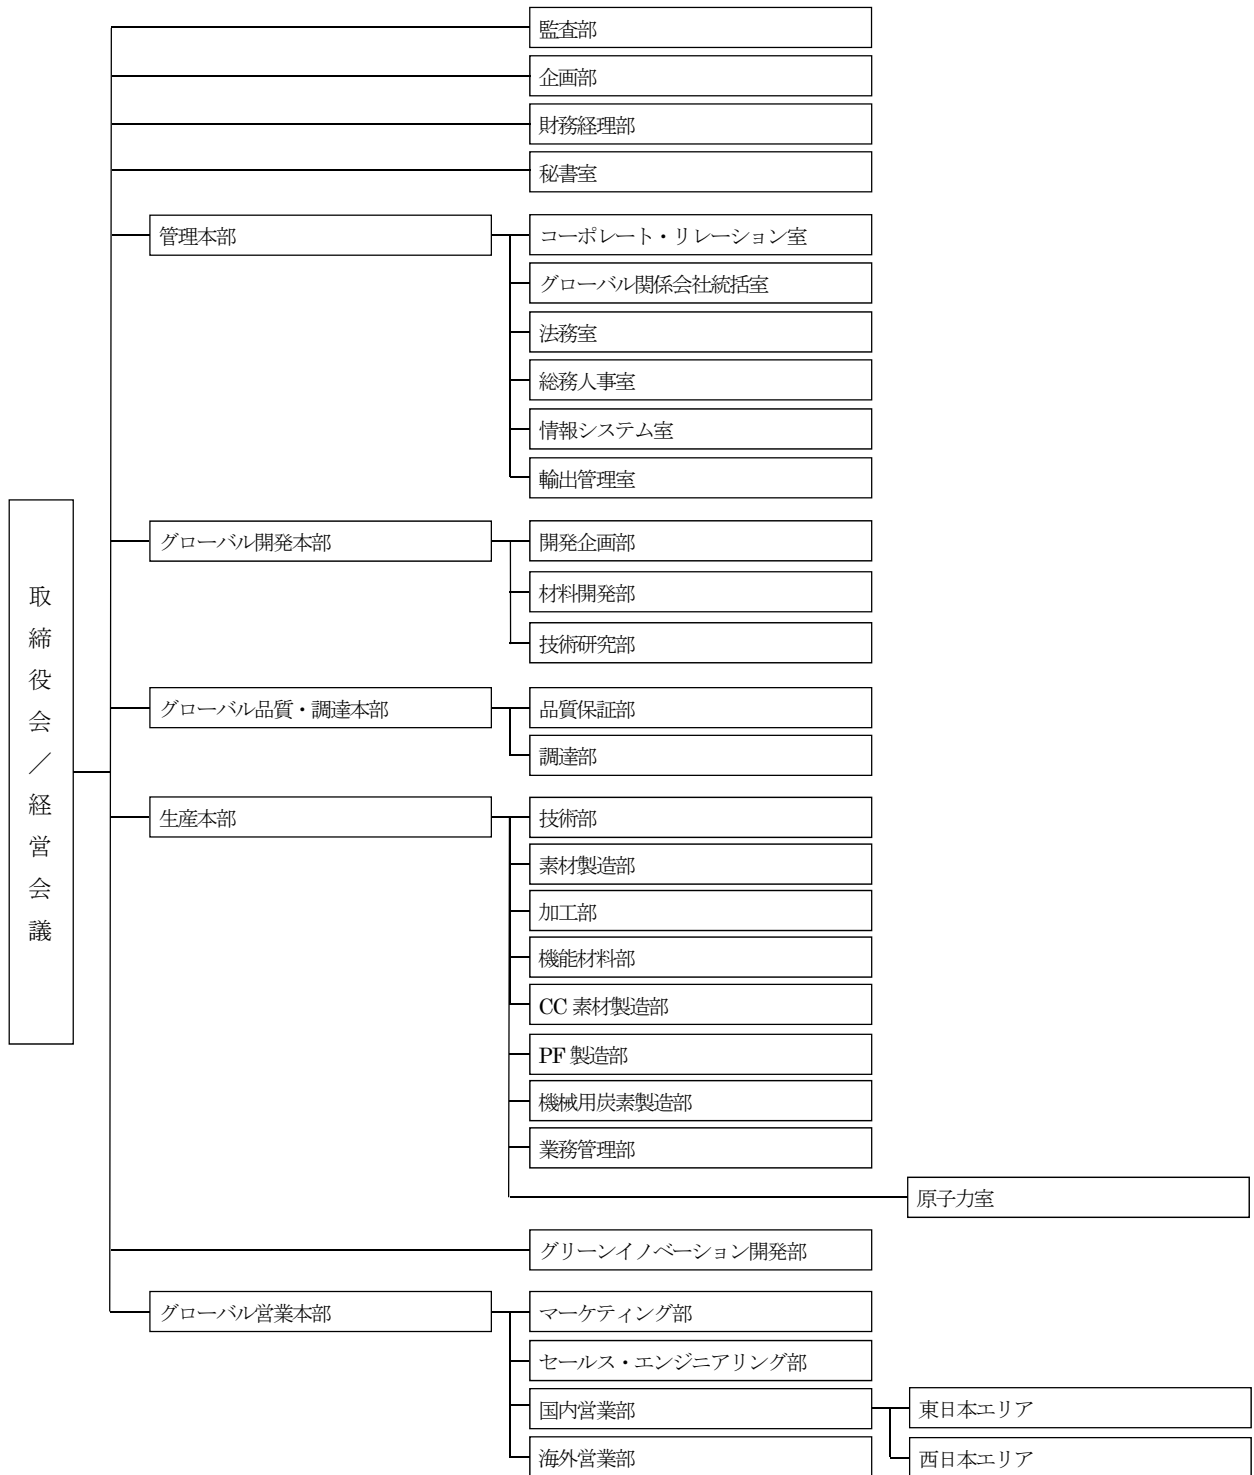 監査部
企画部
財務経理部
秘書室
管理本部
コーポレート・リレーション室
グローバル関係会社統括室
法務室
総務人事室
情報システム室
輸出管理室
取締役会／経営会議
グローバル開発本部
開発企画部
材料開発部
技術研究部
グローバル品質・調達本部
品質保証部
調達部
生産本部
技術部
素材製造部
加工部
機能材料部
CC 素材製造部
PF 製造部
機械用炭素製造部
業務管理部
原子力室
グリーンイノベーション開発部
グローバル営業本部
マーケティング部
セールス・エンジニアリング部
国内営業部
東日本エリア
海外営業部
西日本エリア